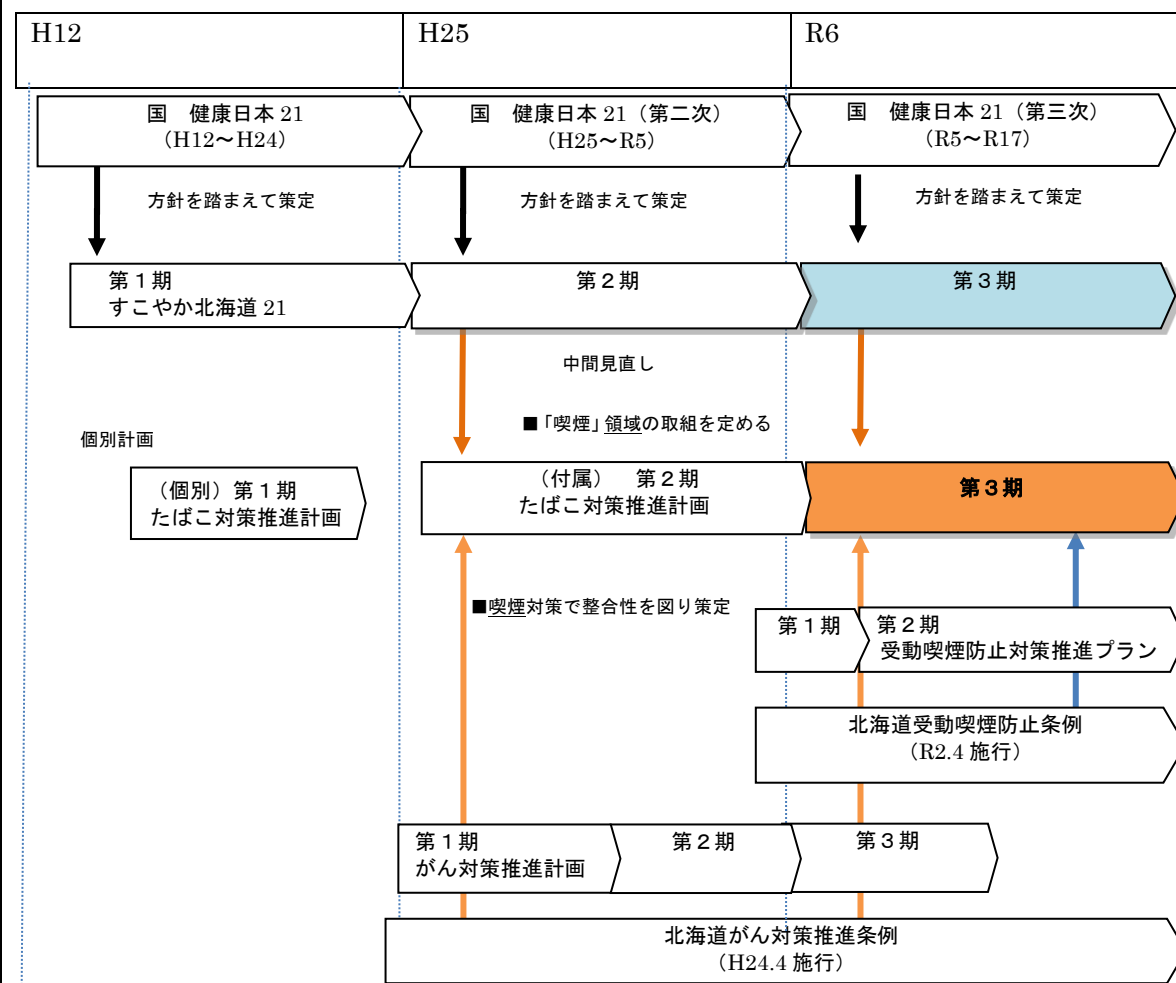 H12
H25
R6
国　健康日本 21
（H12～H24）
国　健康日本 21（第二次）
（H25～R5）
国　健康日本 21（第三次）
（R5～R17）
方針を踏まえて策定
方針を踏まえて策定
方針を踏まえて策定
第１期
すこやか北海道 21
第２期
第３期
中間見直し
■「喫煙」領域の取組を定める
個別計画
（個別）第１期
たばこ対策推進計画
（付属）　第２期
たばこ対策推進計画
第３期
■喫煙対策で整合性を図り策定
第１期
第２期
受動喫煙防止対策推進プラン
北海道受動喫煙防止条例
（R2.4 施行）
第１期
がん対策推進計画
第２期
第３期
北海道がん対策推進条例
（H24.4 施行）